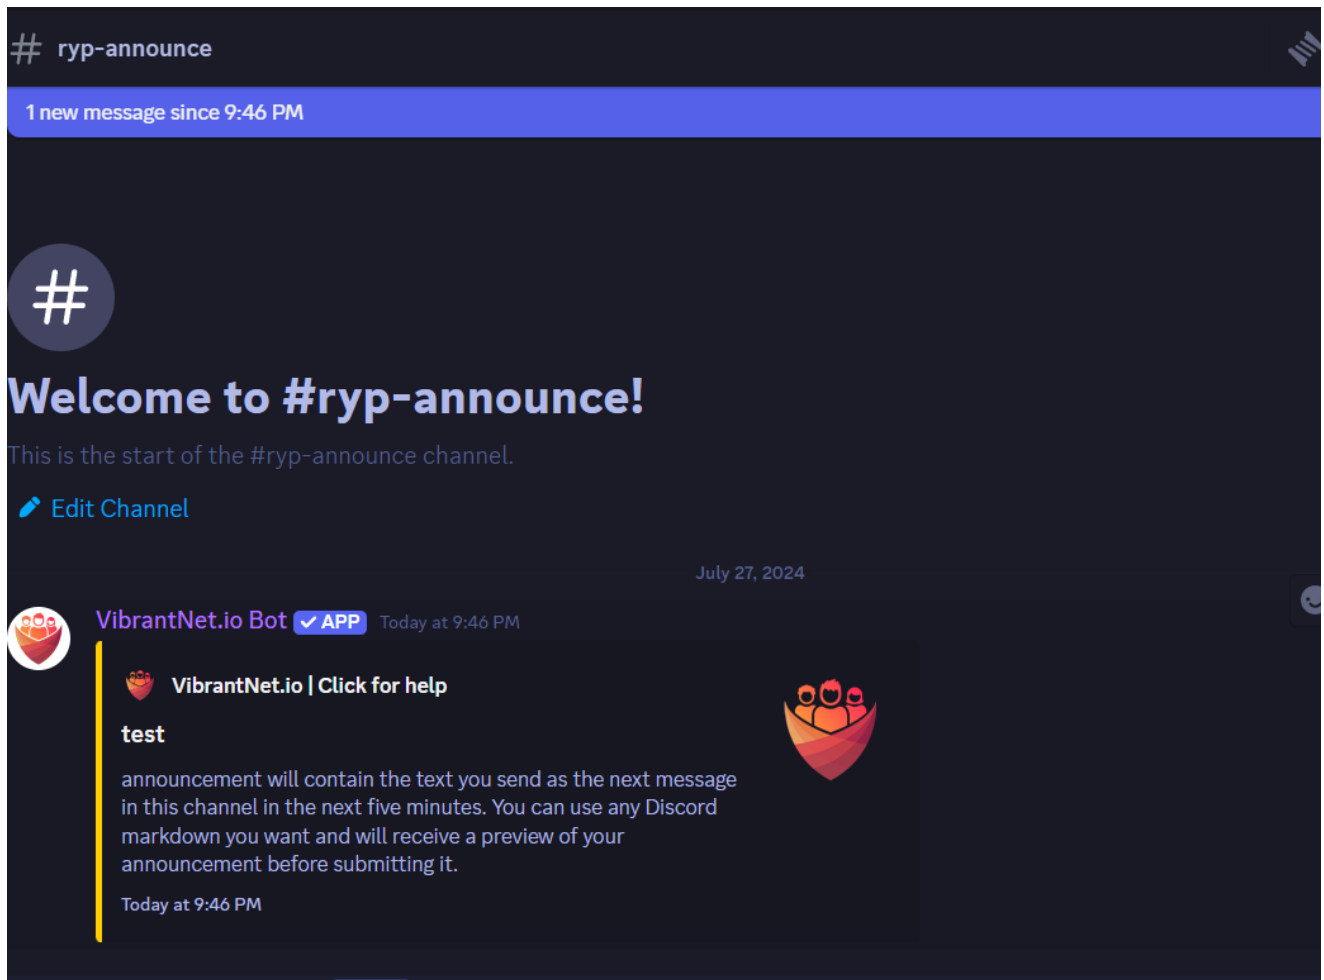 # ryp-announce
1 new message since 9:46 PM
#
Welcome to #ryp-announce!
This is the start of the #ryp-announce channel.
Edit Channel
July 27, 2024
VibrantNet.io Bot ✓ APP Today at 9:46 PM
VibrantNet.io | Click for help
test
announcement will contain the text you send as the next message
in this channel in the next five minutes. You can use any Discord
markdown you want and will receive a preview of your
announcement before submitting it.
Today at 9:46 PM